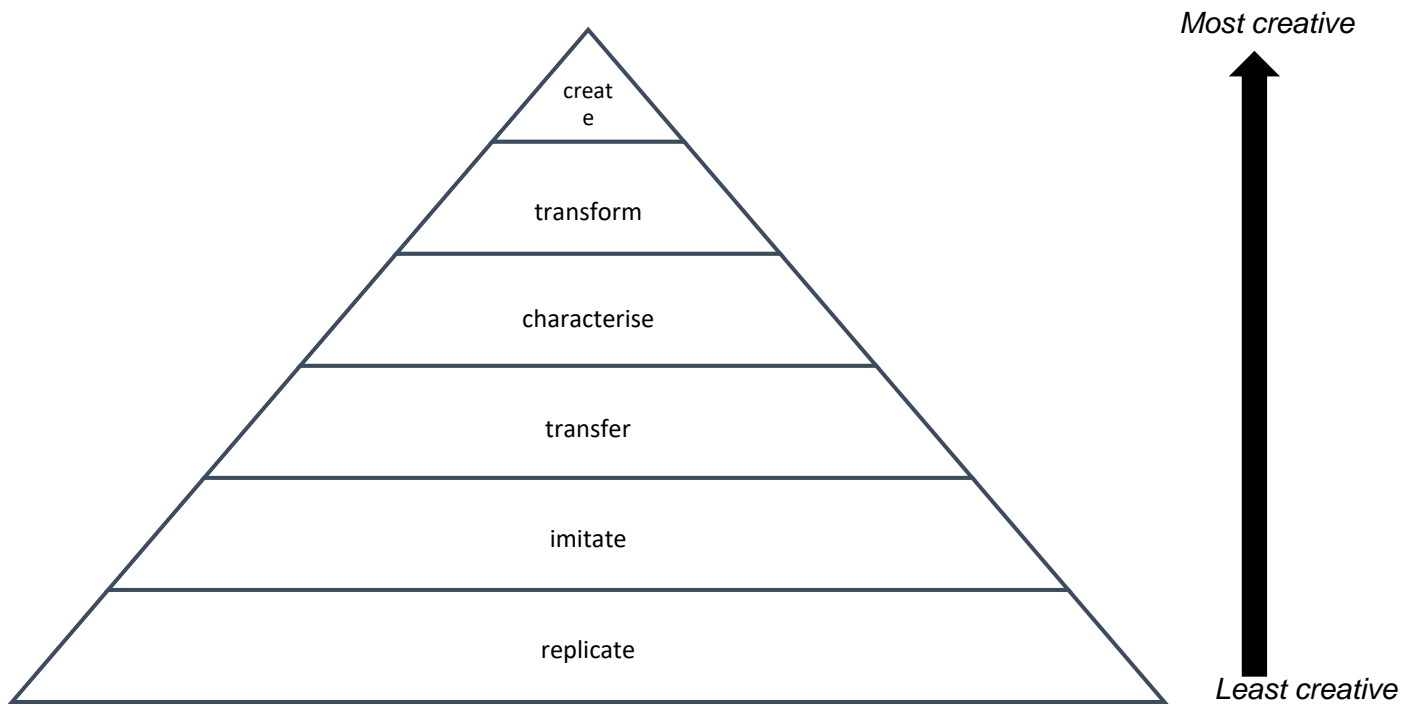 Most creative
creat
e
transform
characterise
transfer
imitate
replicate
Least creative